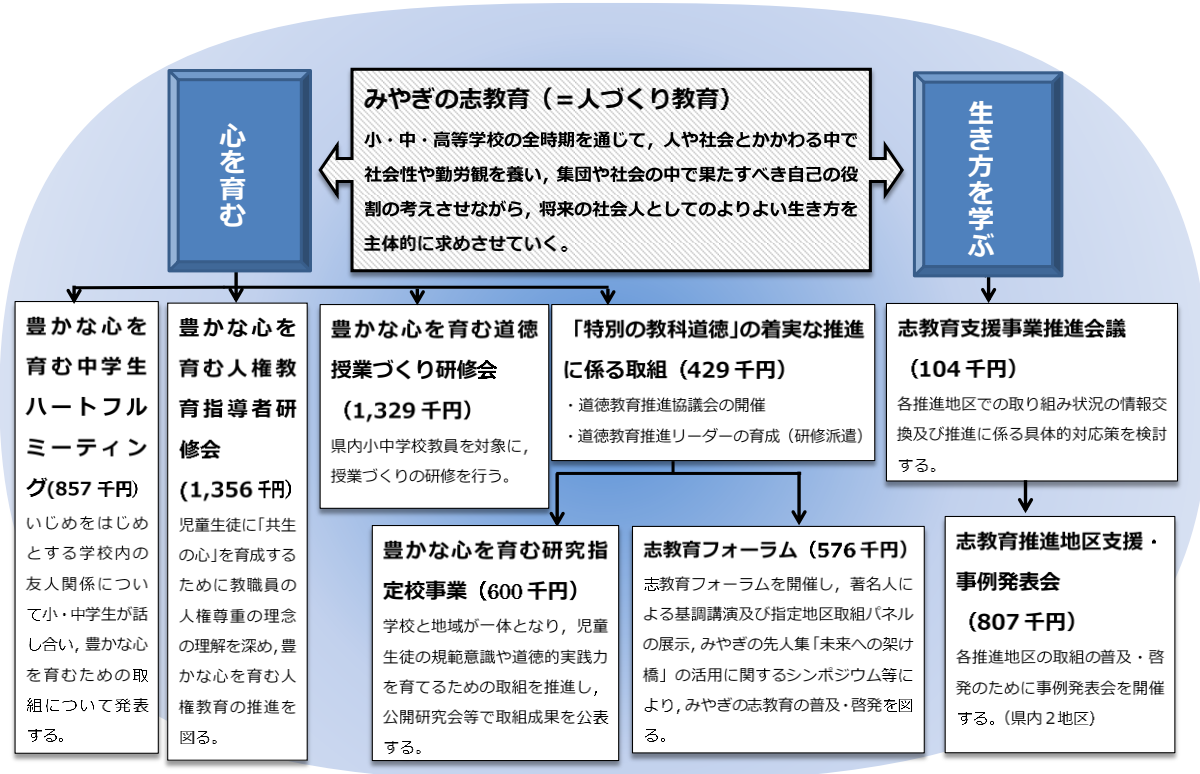 みやぎの志教育（＝人づくり教育）
小・中・高等学校の全時期を通じて，人や社会とかかわる中で
社会性や勤労観を養い，集団や社会の中で果たすべき自己の役
割の考えさせながら，将来の社会人としてのよりよい生き方を
主体的に求めさせていく。
心を育む
生き方を学ぶ
豊かな心を
育む中学生
ハートフル
ミーティン
グ(857 千円)
いじめをはじめ
とする学校内の
友人関係につい
て小・中学生が話
し合い，豊かな心
を育むための取
組について発表
する。
豊かな心を
育む人権教
育指導者研
修会
(1,356 千円)
児童生徒に「共生
の心」を育成する
ために教職員の
人権尊重の理念
の理解を深め，豊
かな心を育む人
権教育の推進を
図る。
豊かな心を育む道徳
授業づくり研修会
（1,329 千円）
県内小中学校教員を対象に，
授業づくりの研修を行う。
「特別の教科道徳」の着実な推進
に係る取組（429 千円）
・道徳教育推進協議会の開催
・道徳教育推進リーダーの育成（研修派遣）
志教育支援事業推進会議
（104 千円）
各推進地区での取り組み状況の情報交
換及び推進に係る具体的対応策を検討
する。
豊かな心を育む研究指
定校事業（600 千円）
学校と地域が一体となり，児童
生徒の規範意識や道徳的実践力
を育てるための取組を推進し，
公開研究会等で取組成果を公表
する。
志教育フォーラム（576 千円）
志教育フォーラムを開催し，著名人に
よる基調講演及び指定地区取組パネル
の展示，みやぎの先人集「未来への架け
橋」の活用に関するシンポジウム等に
より，みやぎの志教育の普及・啓発を図
る。
志教育推進地区支援・
事例発表会
（807 千円）
各推進地区の取組の普及・啓
発のために事例発表会を開催
する。（県内２地区）